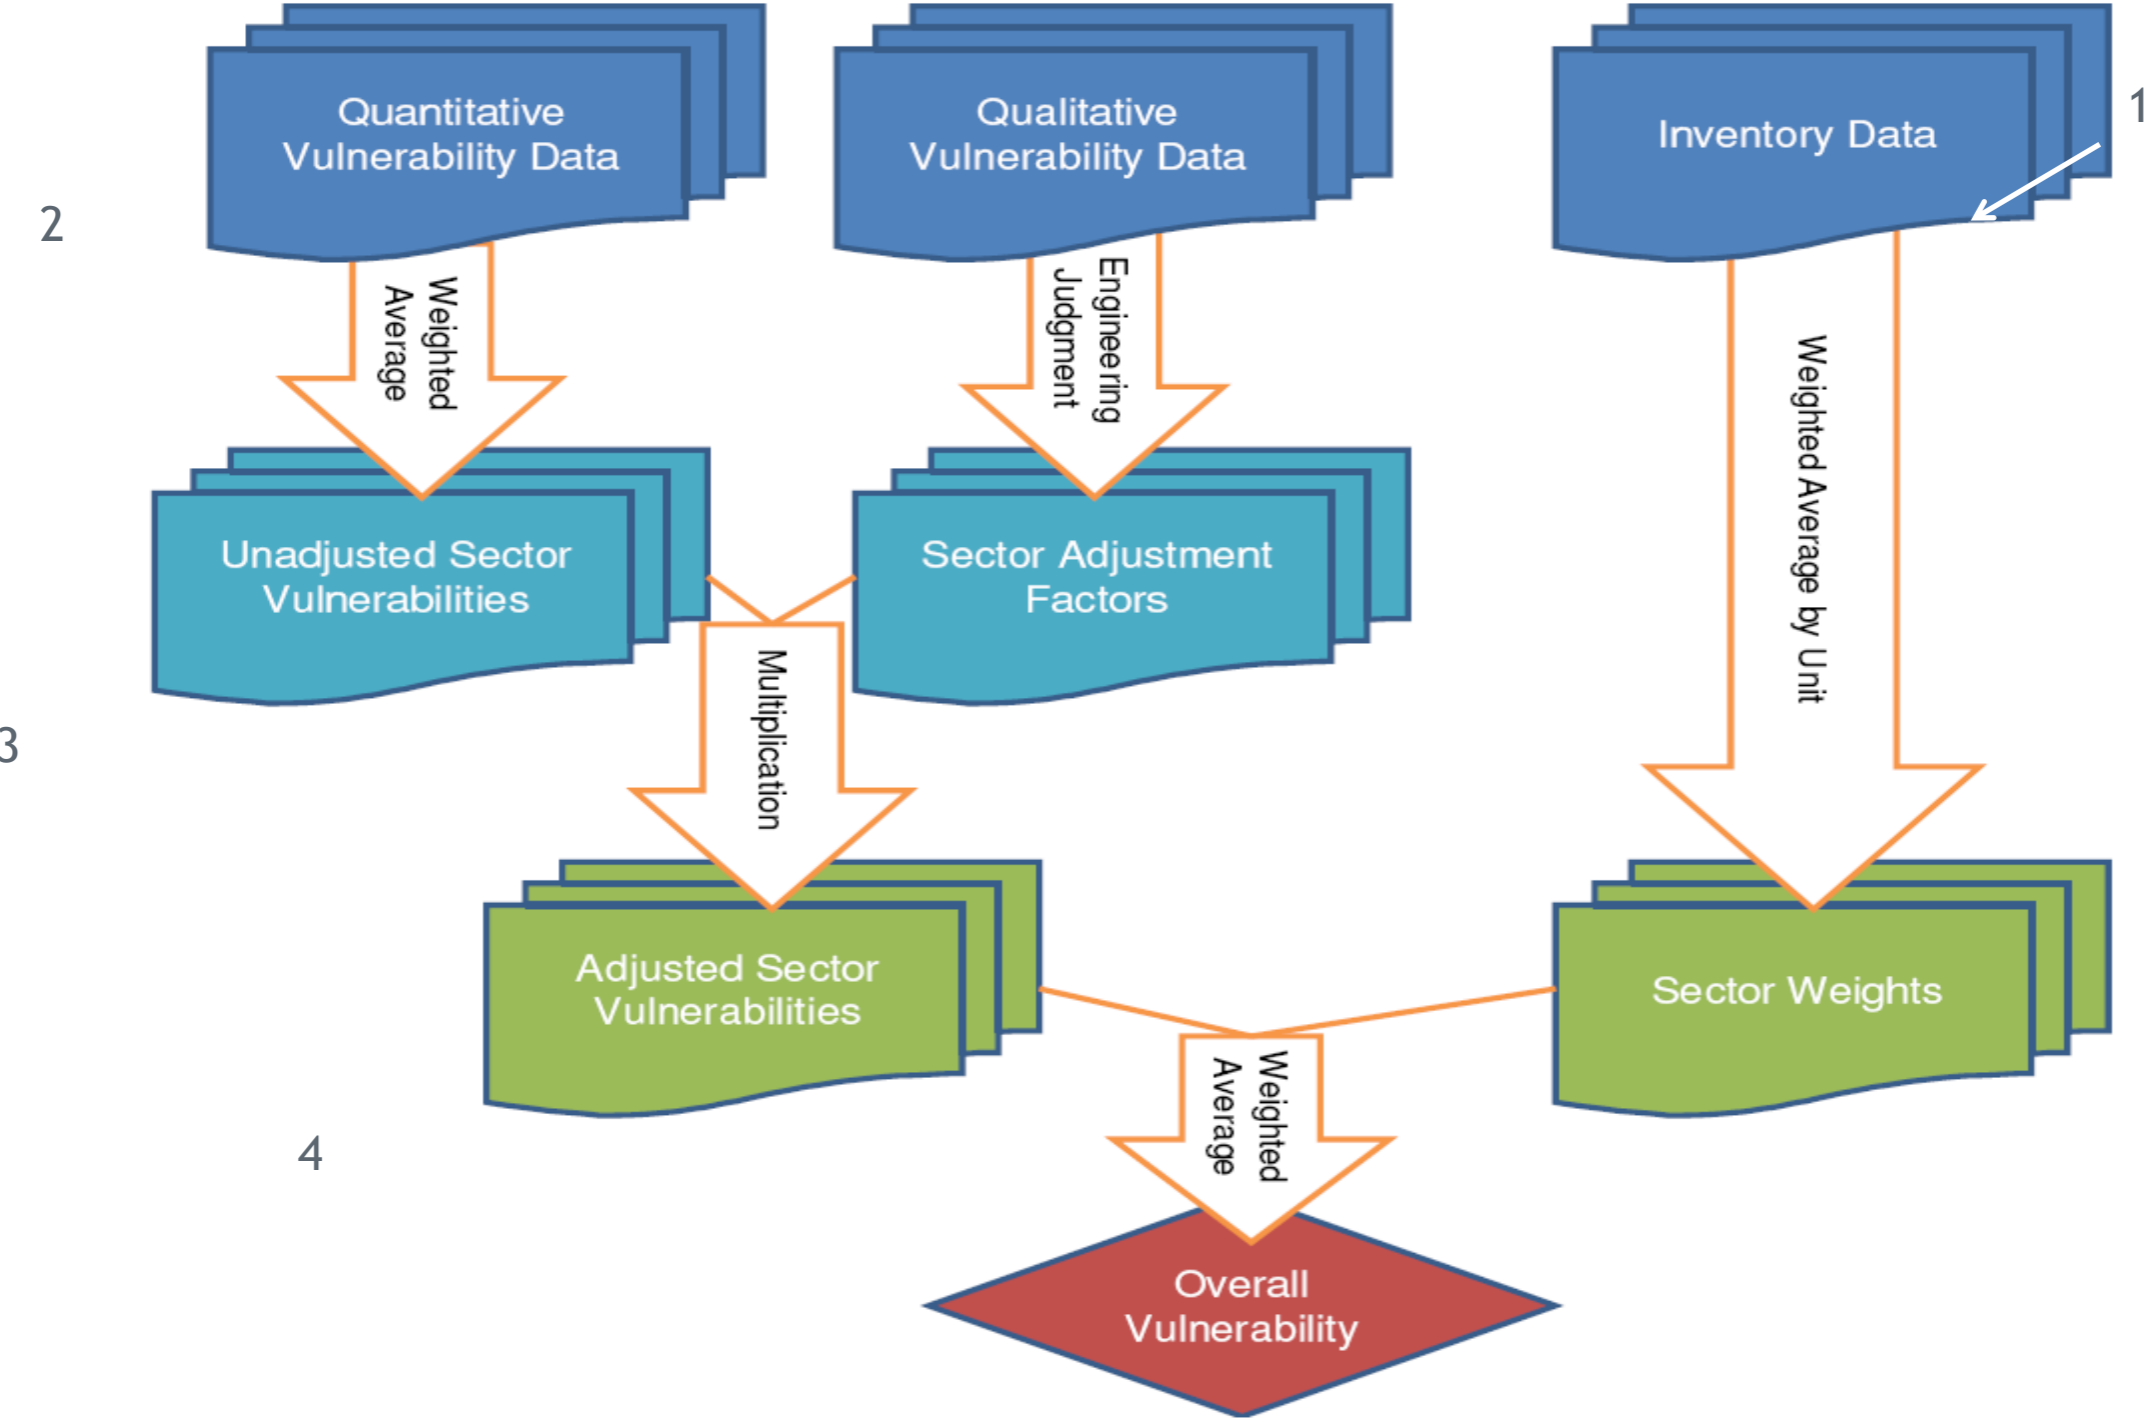 Quantitative
Vulnerability Data
Qualitative
Vulnerability Data
Inventory Data
1
2
Weighted
Average
Engineering
Judgment
Weighted Average by Unit
Unadjusted Sector
Vulnerabilities
Sector Adjustment
Factors
3
Multiplication
Adjusted Sector
Vulnerabilities
Sector Weights
4
Weighted
Average
Overall
Vulnerability